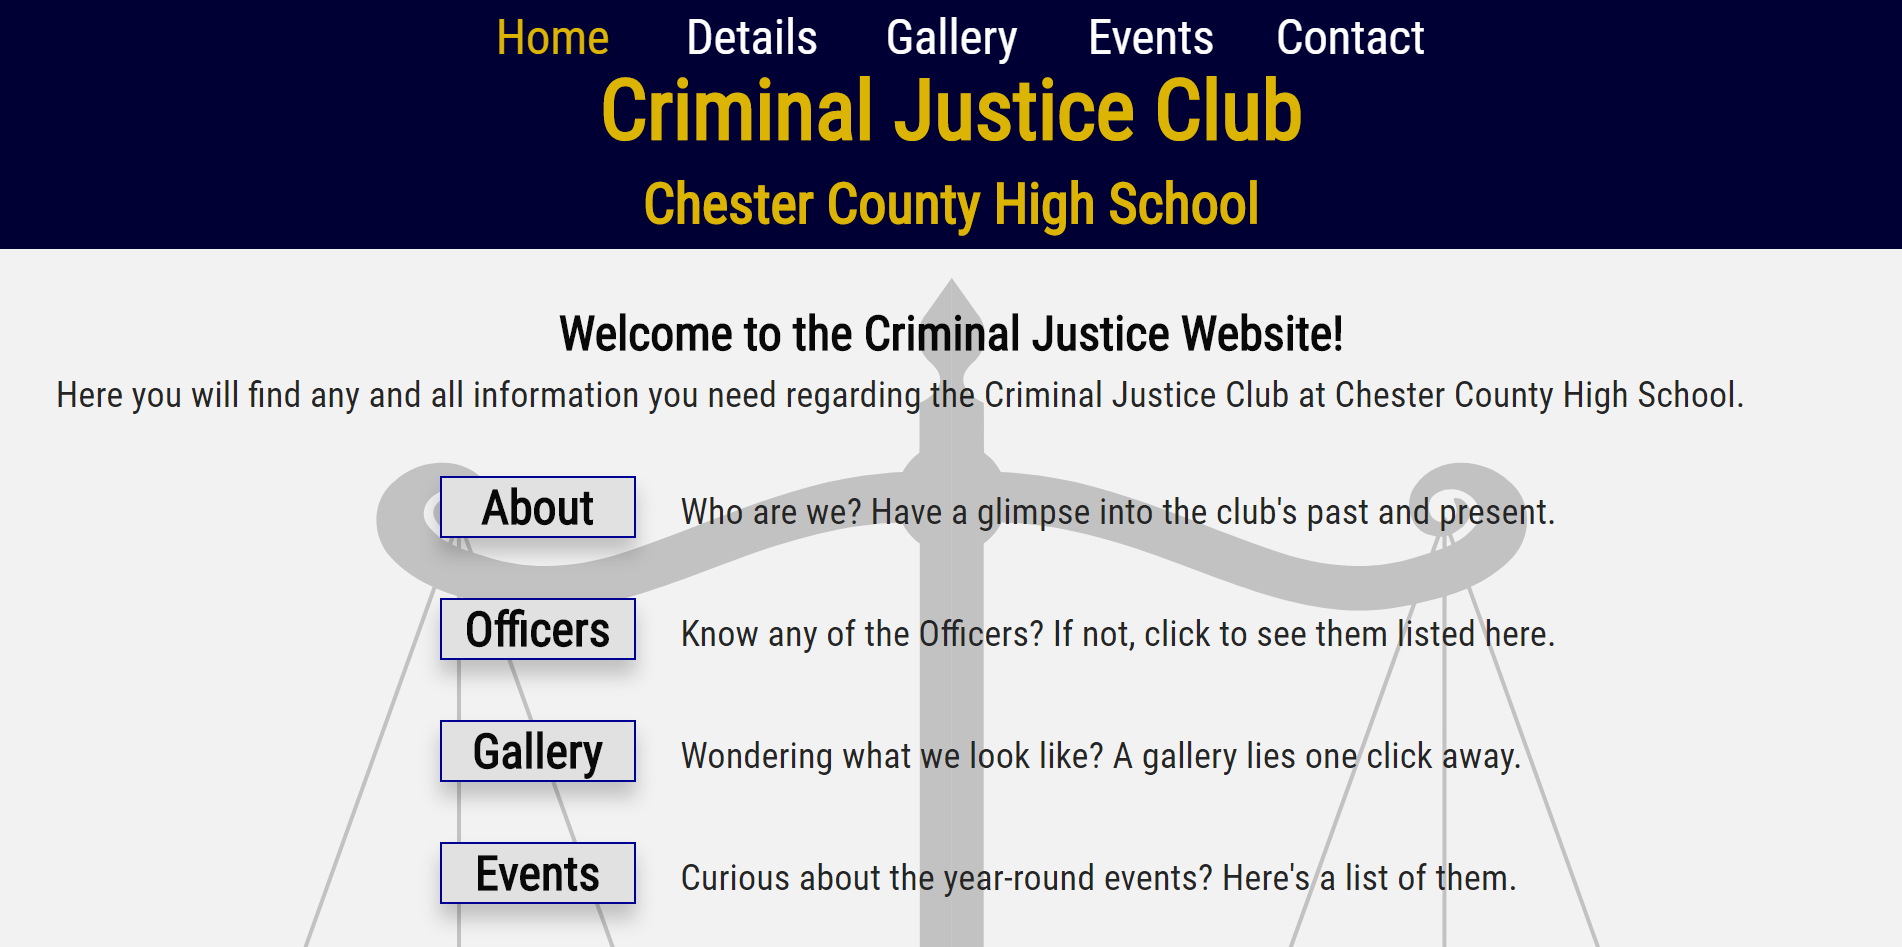 Home Details Gallery Events Contact
Criminal Justice Club
Chester County High School
Welcome to the Criminal Justice Website!
Here you will find any and all information you need regarding the Criminal Justice Club at Chester County High School.
About Who are we? Have a glimpse into the club's past and present.
Officers Know any of the Officers? If not, click to see them listed here.
Gallery Wondering what we look like? A gallery lies one click away.
Events Curious about the year-round events? Here's a list of them.